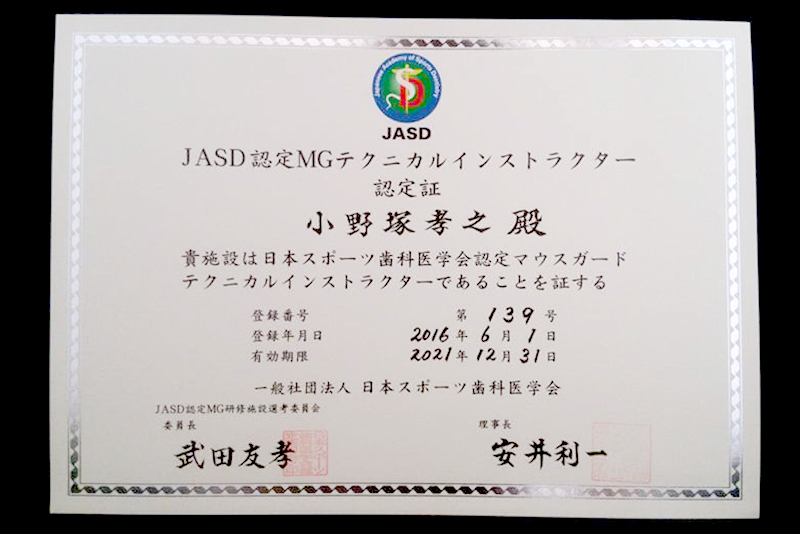 Japanese Academy of Sports Dentistry
JASD
JASD認定MGテクニカルインストラクター
認定証
小野塚孝之 殿
貴施設は日本スポーツ歯科医学会認定マウスガード
テクニカルインストラクターであることを証する
登録番号 第 139 号
登録年月日 2016年 6月 1日
有効期限 2021年 12月 31日
一般社団法人 日本スポーツ歯科医学会
JASD認定MG研修施設選考委員会
委員長
武田友孝
理事長
安井利一